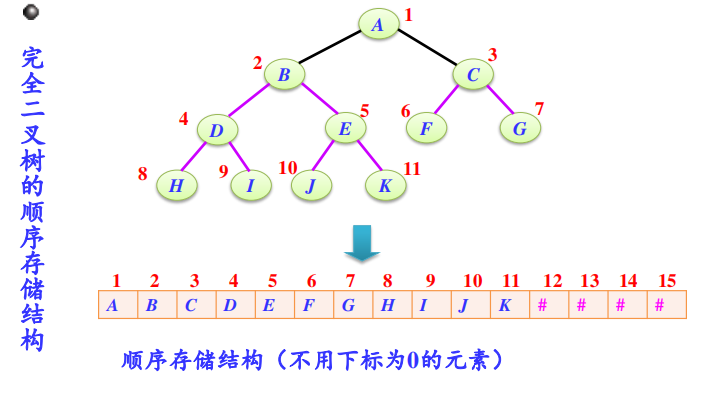 完全二叉树的顺序存储结构
A 1
2 B
3 C
4 D
5 E
6 F
7 G
8 H
9 I
10 J
11 K
1 2 3 4 5 6 7 8 9 10 11 12 13 14 15
A B C D E F G H I J K # # # #
顺序存储结构（不用下标为0的元素）